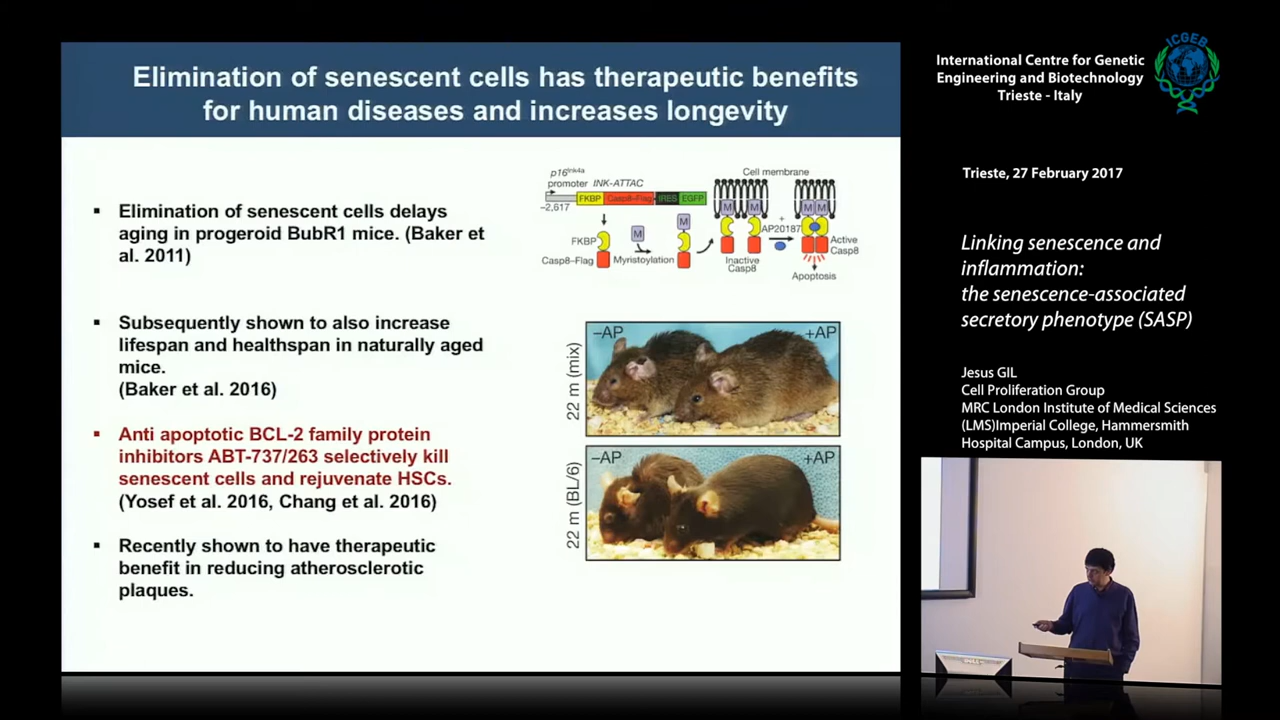 Elimination of senescent cells has therapeutic benefits
for human diseases and increases longevity
▪ Elimination of senescent cells delays
aging in progeroid BubR1 mice. (Baker et
al. 2011)
▪ Subsequently shown to also increase
lifespan and healthspan in naturally aged
mice.
(Baker et al. 2016)
▪ Anti apoptotic BCL-2 family protein
inhibitors ABT-737/263 selectively kill
senescent cells and rejuvenate HSCs.
(Yosef et al. 2016, Chang et al. 2016)
▪ Recently shown to have therapeutic
benefit in reducing atherosclerotic
plaques.
p16Ink4a
promoter INK-ATTAC
–2,617
FKBP Casp8-Flag IRES EGFP
FKBP
Casp8–Flag
M
Myristoylation
M
Cell membrane
M M
Inactive
Casp8
+
AP20187
M M
Active
Casp8
Apoptosis
22 m (mix)
–AP +AP
22 m (BL/6)
–AP +AP
International Centre for Genetic
Engineering and Biotechnology
Trieste - Italy
ICGEB
Trieste, 27 February 2017
Linking senescence and
inflammation:
the senescence-associated
secretory phenotype (SASP)
Jesus GIL
Cell Proliferation Group
MRC London Institute of Medical Sciences
(LMS)Imperial College, Hammersmith
Hospital Campus, London, UK
DELL